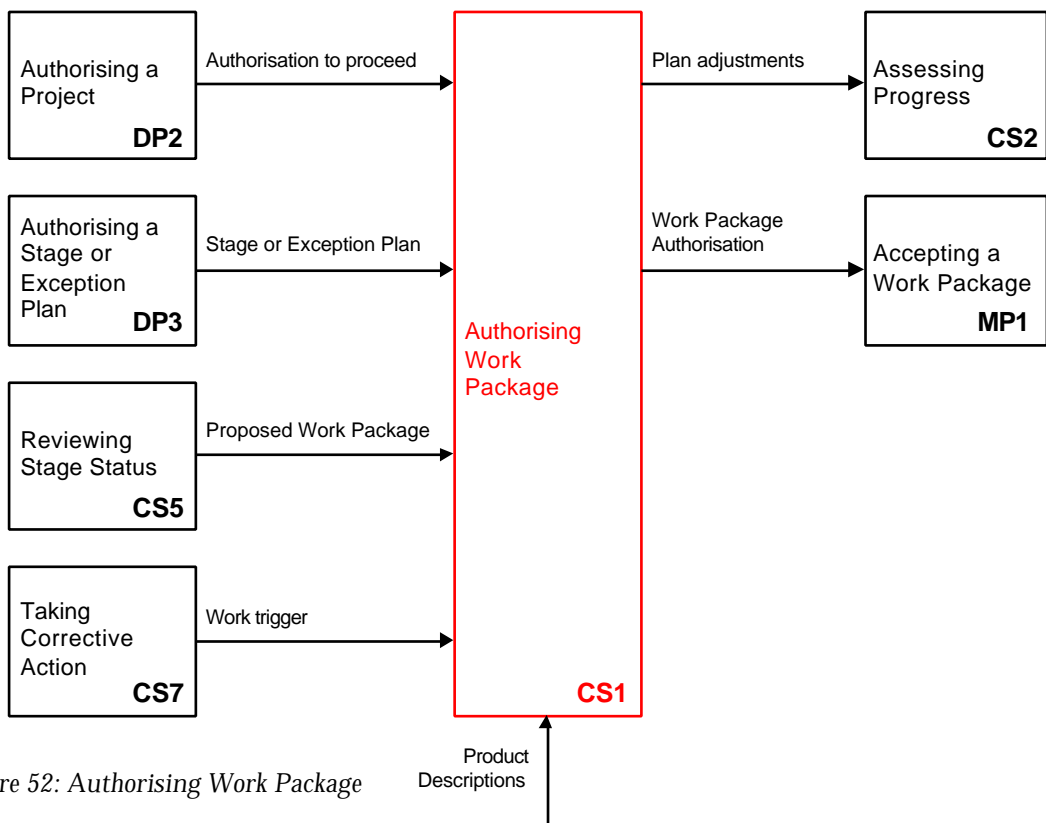 Authorising a
Project
DP2
Authorisation to proceed
Authorising a
Stage or
Exception
Plan
DP3
Stage or Exception Plan
Reviewing
Stage Status
CS5
Proposed Work Package
Taking
Corrective
Action
CS7
Work trigger
Authorising
Work
Package
CS1
Plan adjustments
Assessing
Progress
CS2
Work Package
Authorisation
Accepting a
Work Package
MP1
Product
Descriptions
re 52: Authorising Work Package